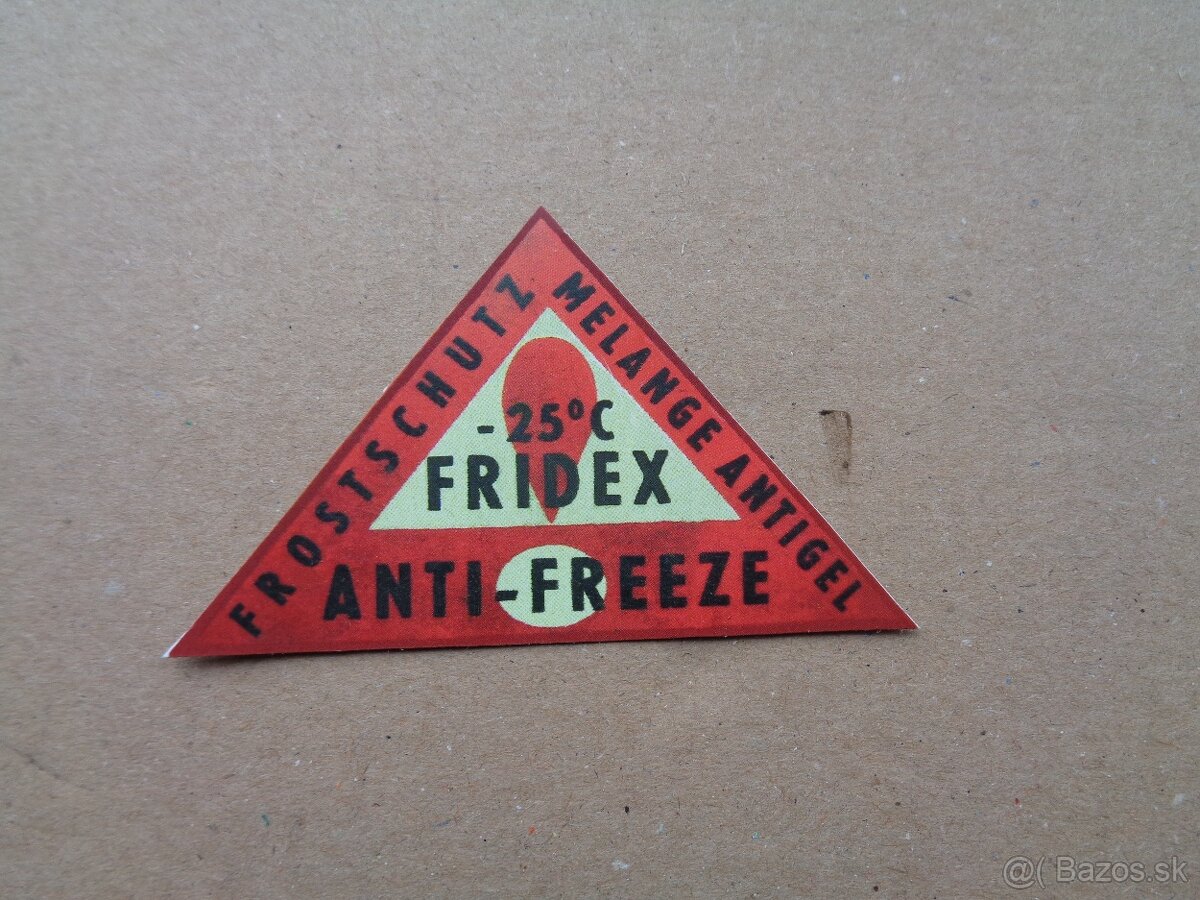 FROSTSCHUTZ
MELANGE ANTIGEL
-25°C
FRIDEX
ANTI-FREEZE
@( Bazos.sk